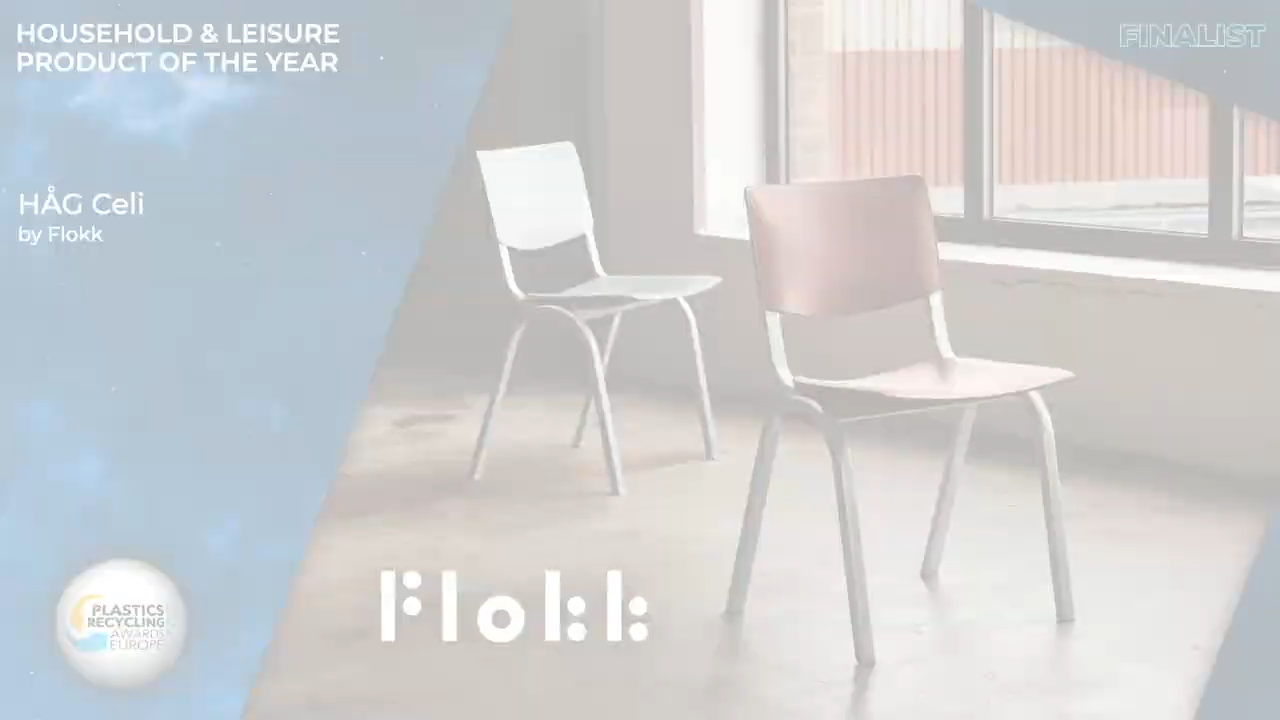 HOUSEHOLD & LEISURE
PRODUCT OF THE YEAR
FINALIST
HÅG Celi
by Flokk
PLASTICS
RECYCLING
AWARDS
EUROPE
Flokk